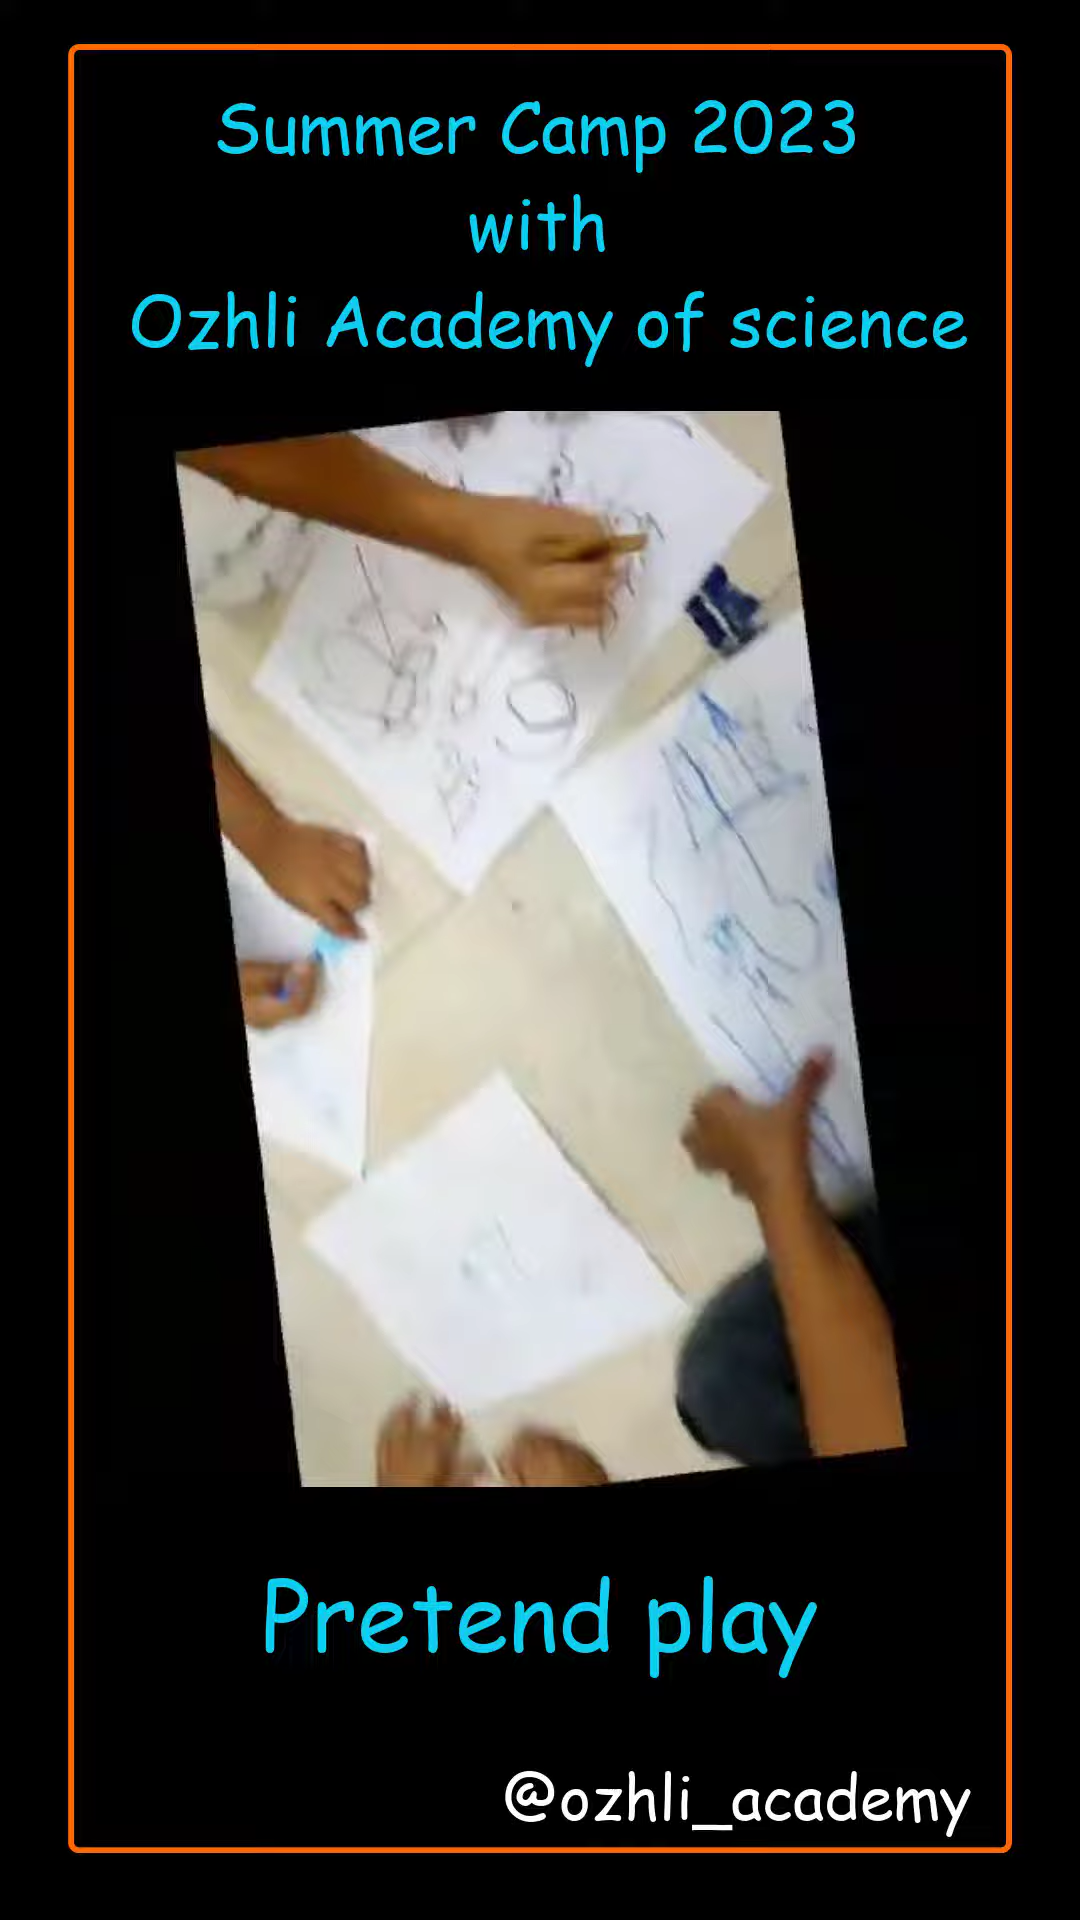 Summer Camp 2023
with
Ozhli Academy of science
Pretend play
@ozhli_academy